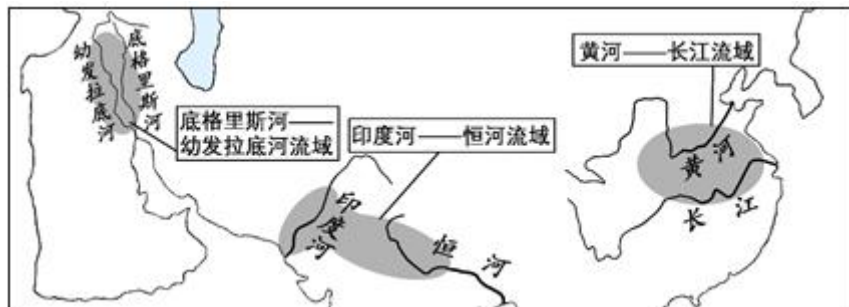 幼发拉底河
底格里斯河
底格里斯河——
幼发拉底河流域
印度河——恒河流域
黄河——长江流域
印度河
恒河
黄河
长江